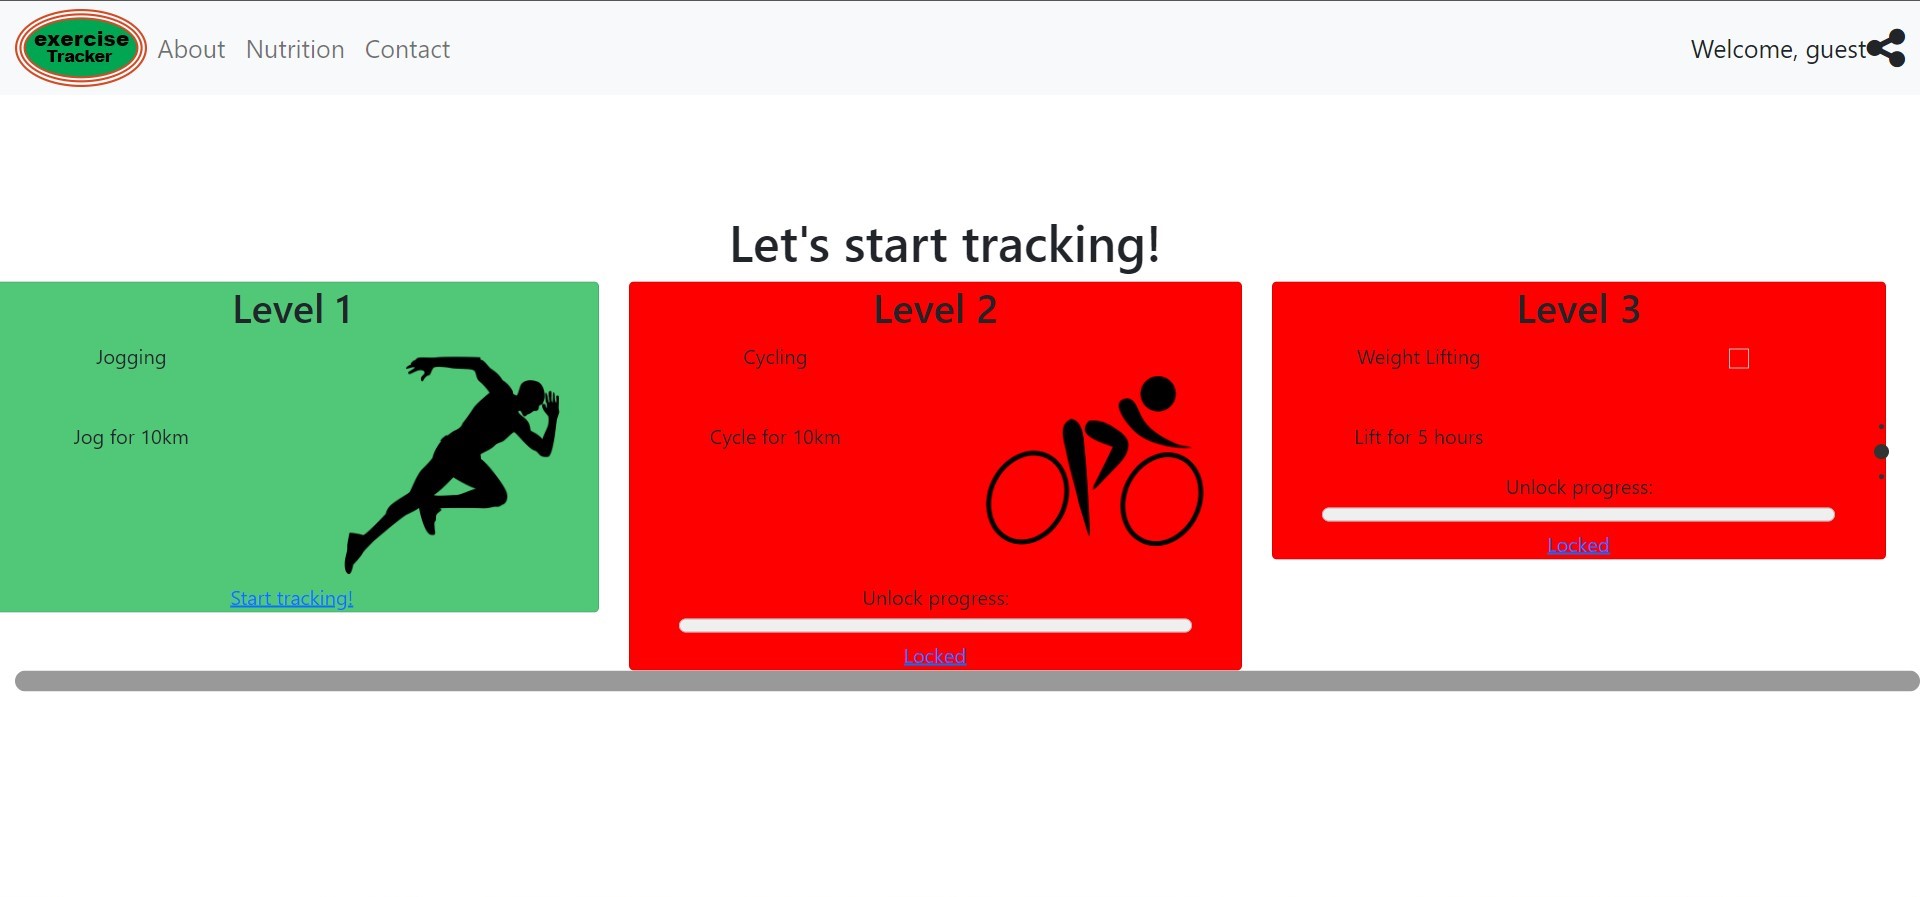 exercise
Tracker
About Nutrition Contact
Welcome, guest
Let's start tracking!
Level 1
Jogging
Jog for 10km
Start tracking!
Level 2
Cycling
Cycle for 10km
Unlock progress:
Locked
Level 3
Weight Lifting
Lift for 5 hours
Unlock progress:
Locked